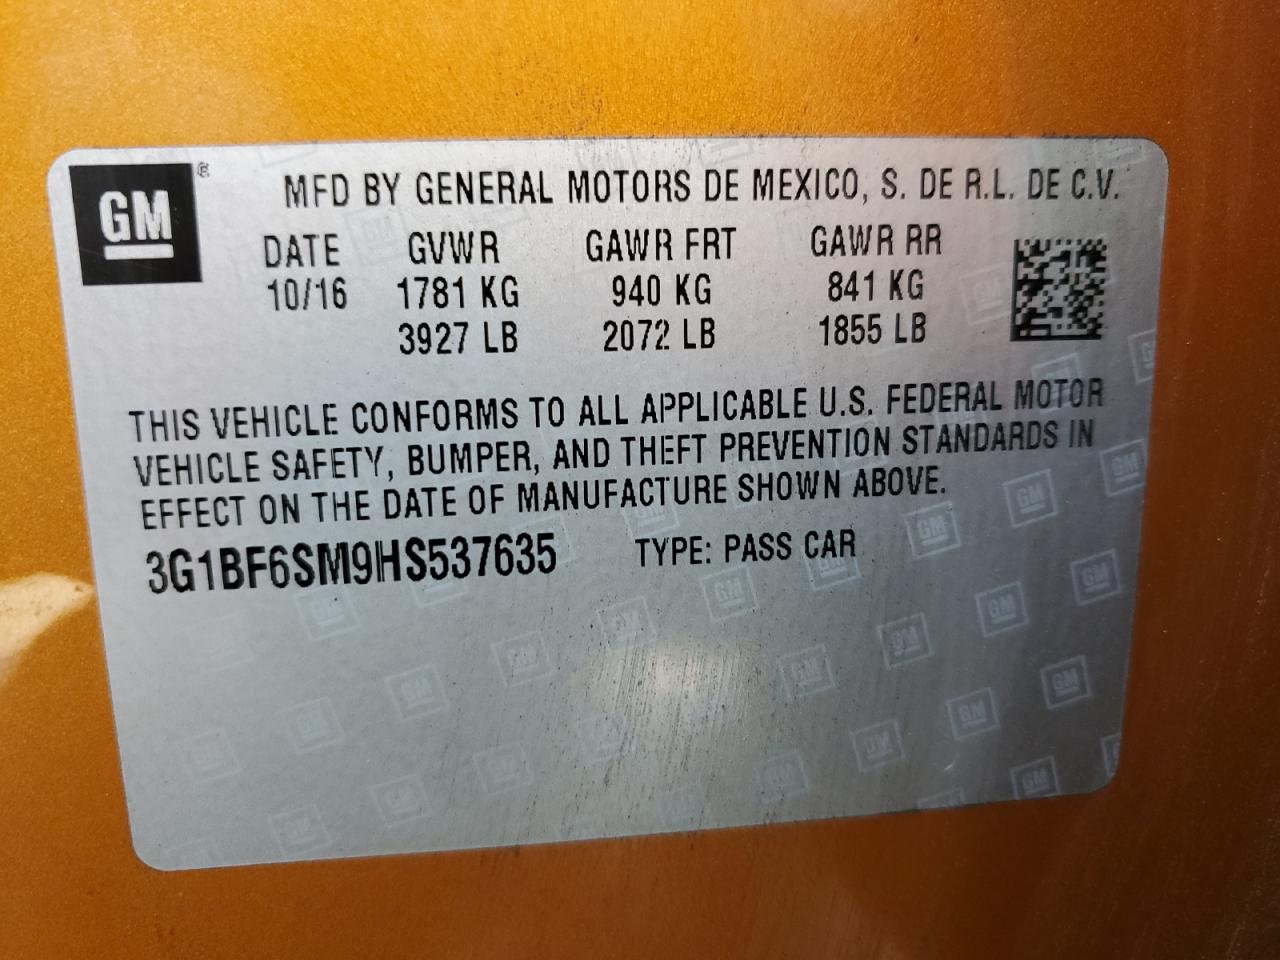 GM®
MFD BY GENERAL MOTORS DE MEXICO, S. DE R.L. DE C.V.
DATE GVWR GAWR FRT GAWR RR
10/16 1781 KG 940 KG 841 KG
3927 LB 2072 LB 1855 LB
THIS VEHICLE CONFORMS TO ALL APPLICABLE U.S. FEDERAL MOTOR
VEHICLE SAFETY, BUMPER, AND THEFT PREVENTION STANDARDS IN
EFFECT ON THE DATE OF MANUFACTURE SHOWN ABOVE.
3G1BF6SM9HS537635 TYPE: PASS CAR